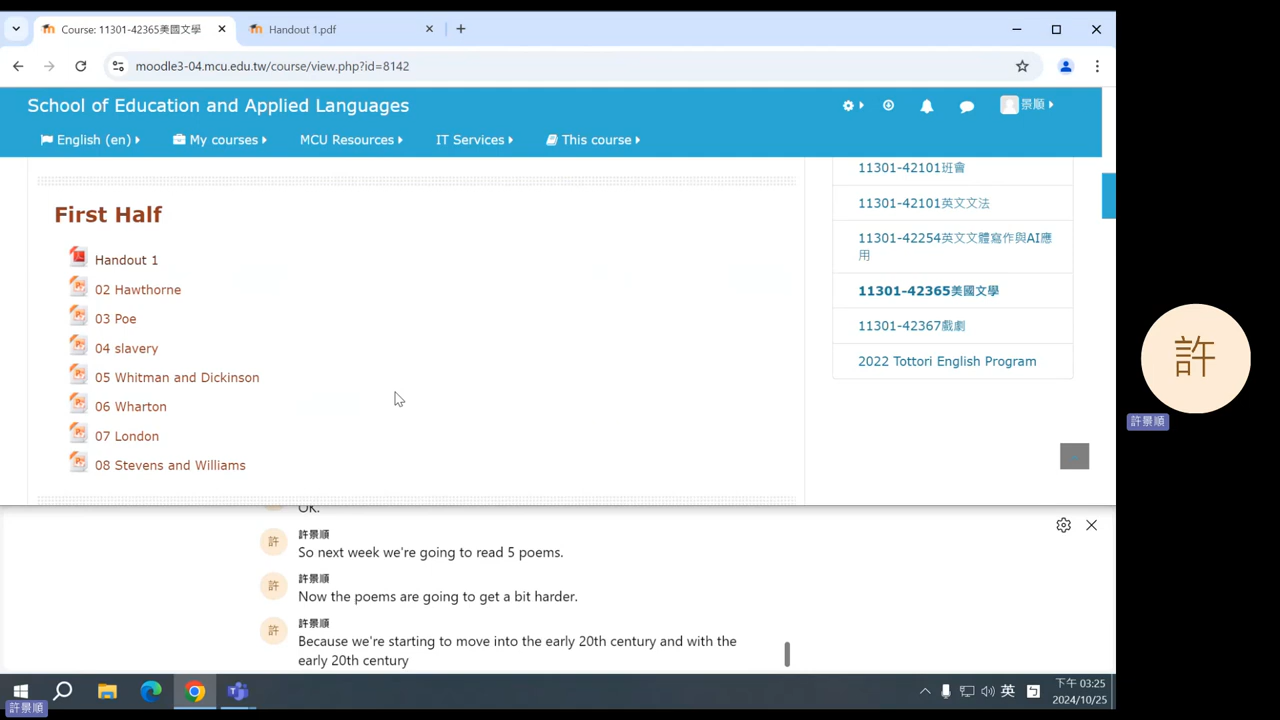 Course: 11301-42365美國文學
Handout 1.pdf
moodle3-04.mcu.edu.tw/course/view.php?id=8142
School of Education and Applied Languages
景順
English (en)
My courses
MCU Resources
IT Services
This course
First Half
Handout 1
02 Hawthorne
03 Poe
04 slavery
05 Whitman and Dickinson
06 Wharton
07 London
08 Stevens and Williams
11301-42101班會
11301-42101英文文法
11301-42254英文文體寫作與AI應
用
11301-42365美國文學
11301-42367戲劇
2022 Tottori English Program
許
許景順
OK.
許
許景順
So next week we're going to read 5 poems.
許
許景順
Now the poems are going to get a bit harder.
許
許景順
Because we're starting to move into the early 20th century and with the
early 20th century
英
下午 03:25
2024/10/25
許景順